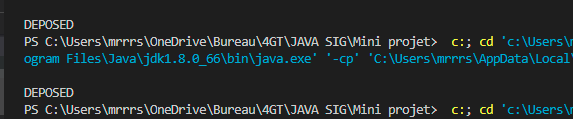 DEPOSED
PS C:\Users\mrrrs\OneDrive\Bureau\4GT\JAVA SIG\Mini projet>  c:; cd 'c:\Users\m
ogram Files\Java\jdk1.8.0_66\bin\java.exe' '-cp' 'C:\Users\mrrrs\AppData\Local\
DEPOSED
PS C:\Users\mrrrs\OneDrive\Bureau\4GT\JAVA SIG\Mini projet>  c:; cd 'c:\Users\m